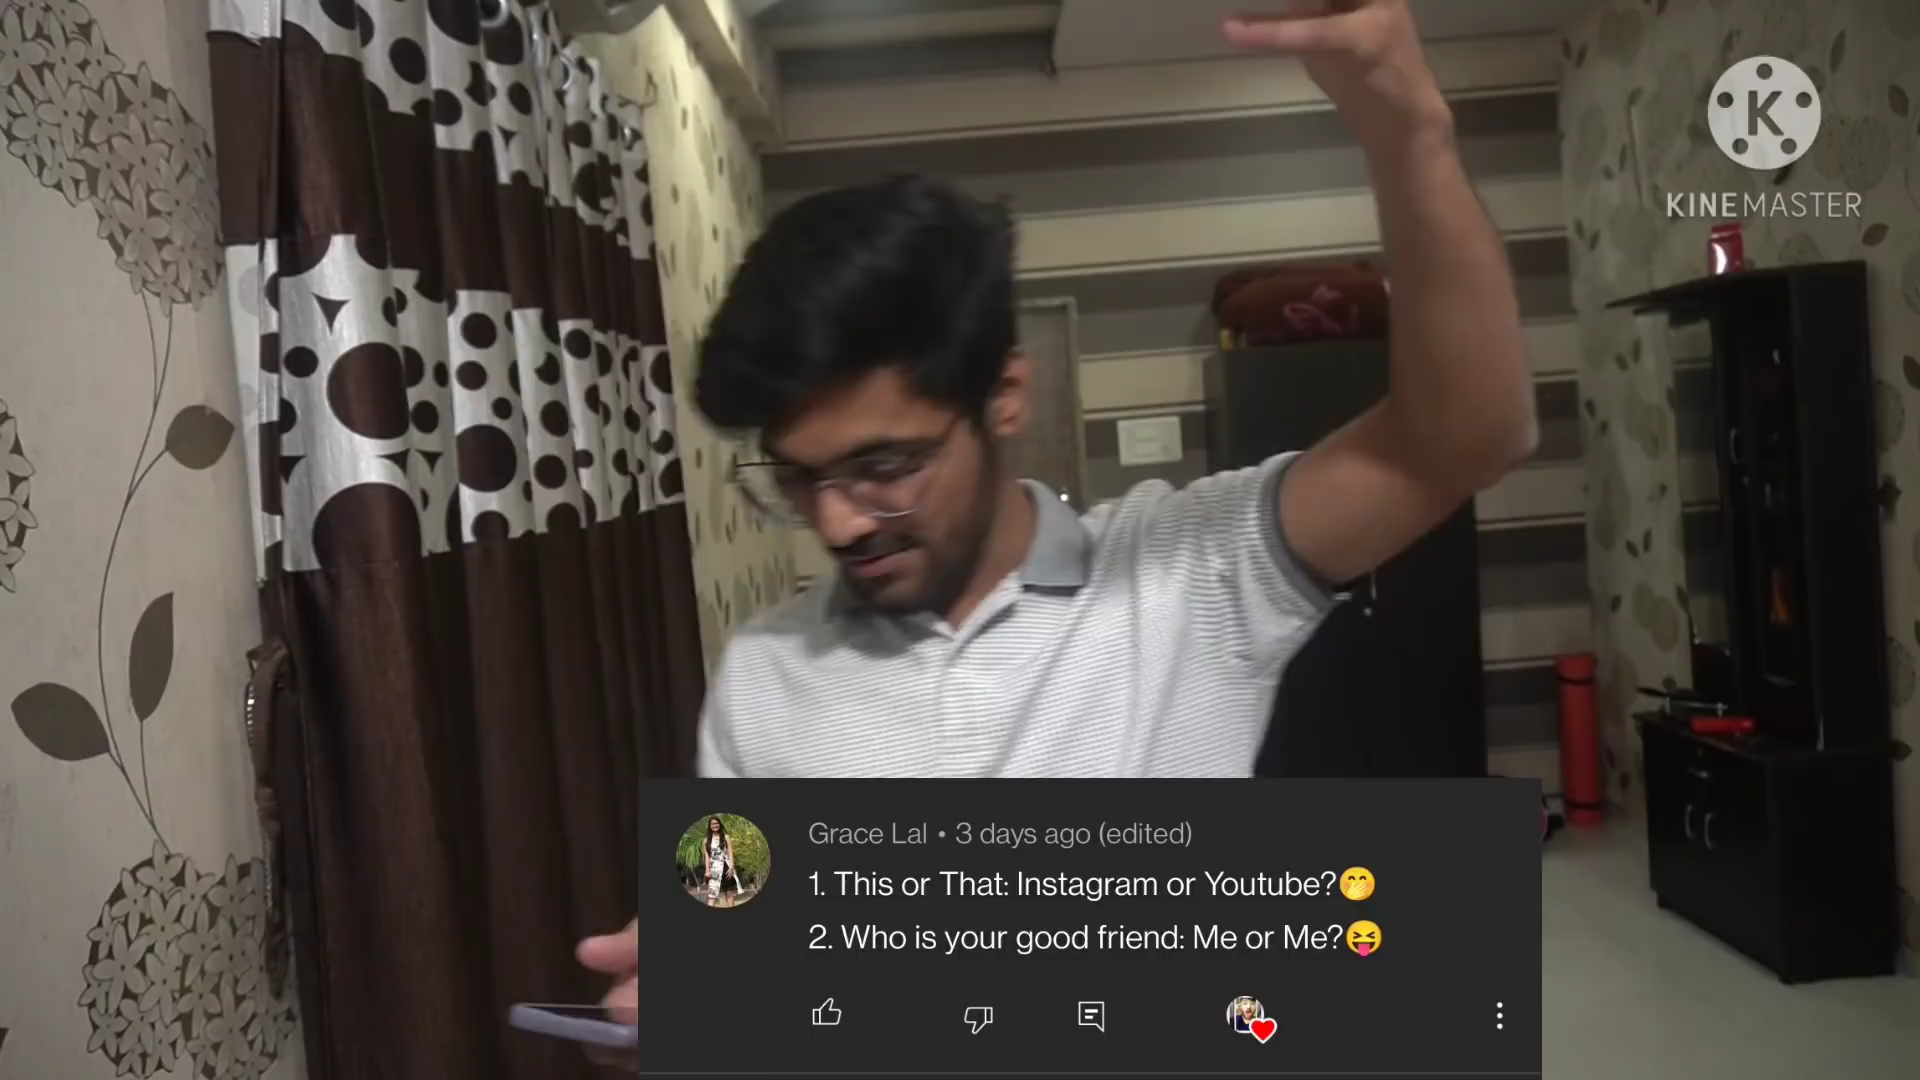 K
KINEMASTER
Grace Lal • 3 days ago (edited)
1. This or That: Instagram or Youtube?🤭
2. Who is your good friend: Me or Me?😝